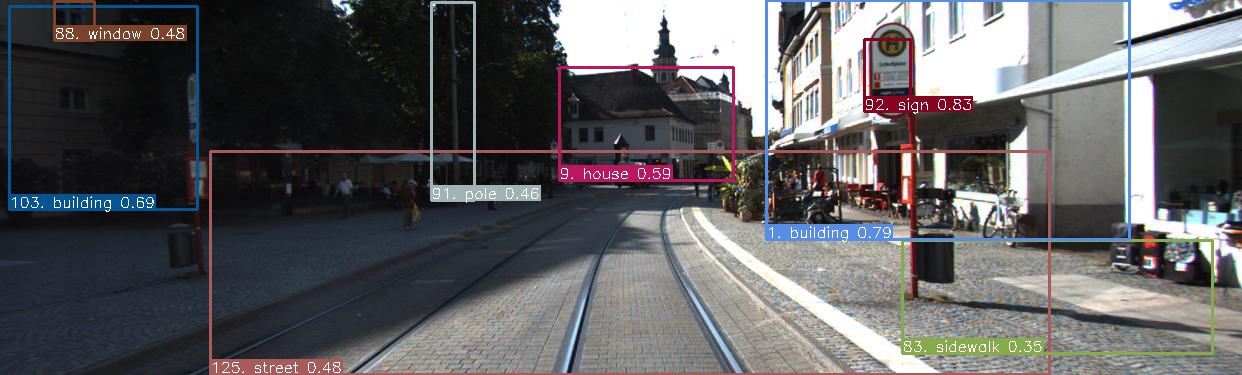 88. window 0.48
H
92. sign 0.83
9. house 0.59
91. pole 0.46
103. building 0.69
1. building 0.79
83. sidewalk 0.35
125. street 0.48